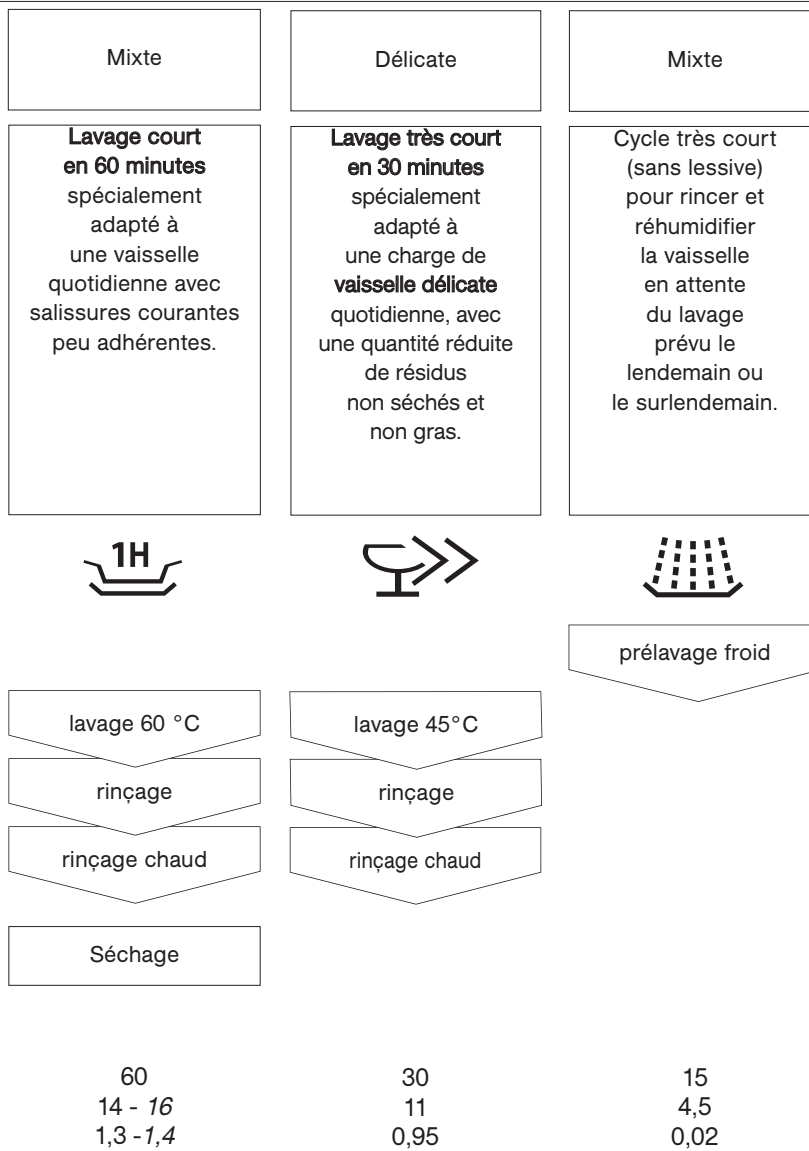 Mixte
Lavage court
en 60 minutes
spécialement
adapté à
une vaisselle
quotidienne avec
salissures courantes
peu adhérentes.
1H
lavage 60 °C
rinçage
rinçage chaud
Séchage
60
14 - 16
1,3 -1,4
Délicate
Lavage très court
en 30 minutes
spécialement
adapté à
une charge de
vaisselle délicate
quotidienne, avec
une quantité réduite
de résidus
non séchés et
non gras.
lavage 45°C
rinçage
rinçage chaud
30
11
0,95
Mixte
Cycle très court
(sans lessive)
pour rincer et
réhumidifier
la vaisselle
en attente
du lavage
prévu le
lendemain ou
le surlendemain.
prélavage froid
15
4,5
0,02